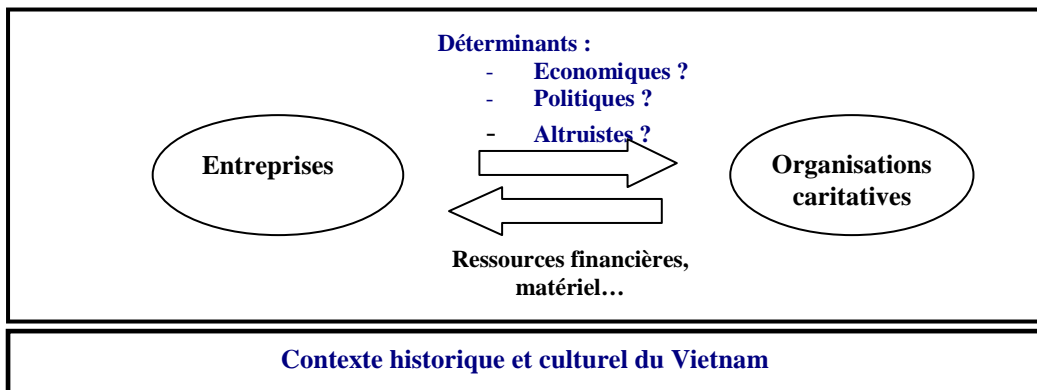 Déterminants :
- Economiques ?
- Politiques ?
- Altruistes ?
Entreprises
Organisations
caritatives
Ressources financières,
matériel…
Contexte historique et culturel du Vietnam